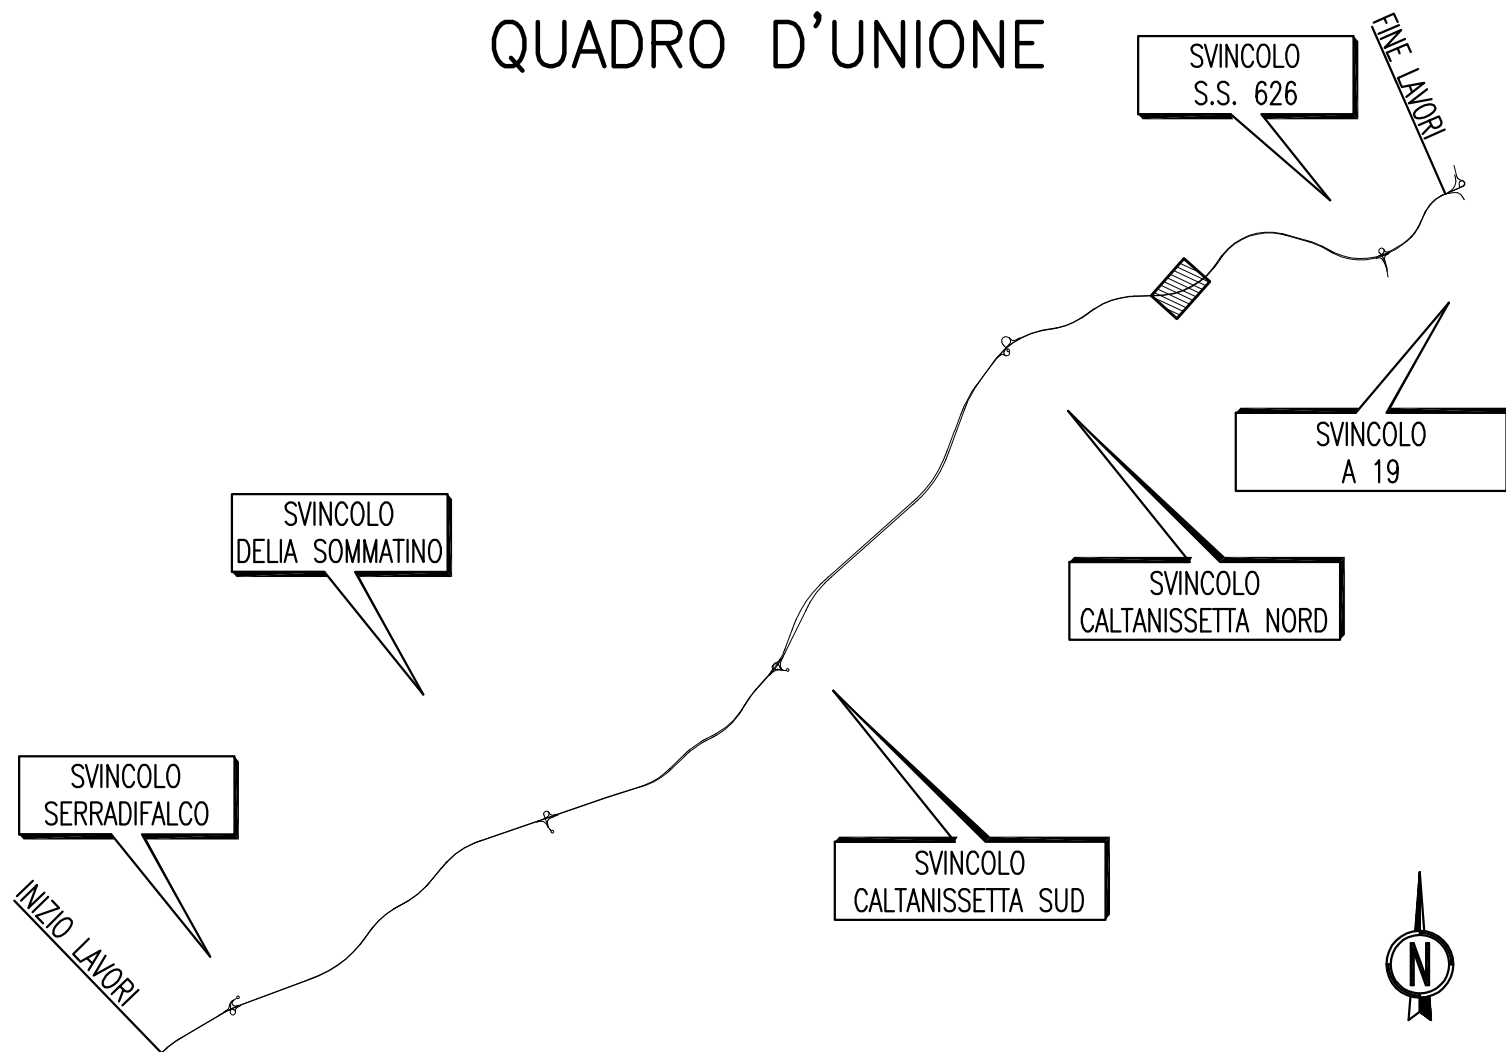 QUADRO D'UNIONE
SVINCOLO
S.S. 626
FINE LAVORI
SVINCOLO
A 19
SVINCOLO
DELIA SOMMATINO
SVINCOLO
CALTANISSETTA NORD
SVINCOLO
SERRADIFALCO
SVINCOLO
CALTANISSETTA SUD
INIZIO LAVORI
N